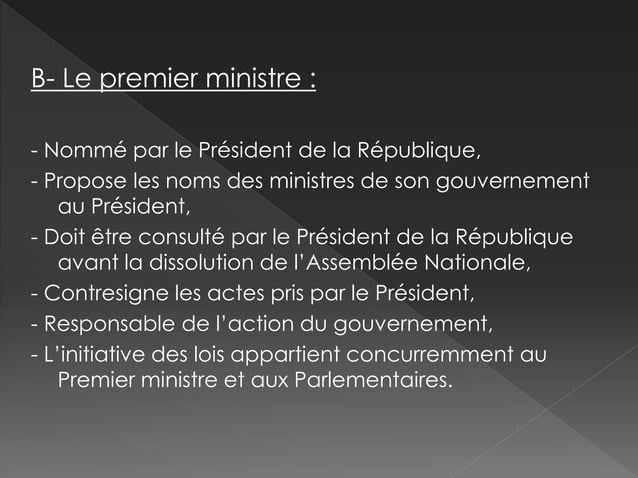 B- Le premier ministre :
- Nommé par le Président de la République,
- Propose les noms des ministres de son gouvernement
au Président,
- Doit être consulté par le Président de la République
avant la dissolution de l’Assemblée Nationale,
- Contresigne les actes pris par le Président,
- Responsable de l’action du gouvernement,
- L’initiative des lois appartient concurremment au
Premier ministre et aux Parlementaires.